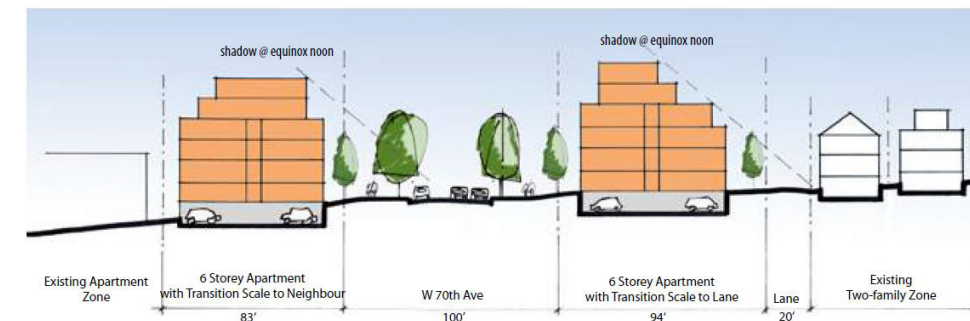 shadow @ equinox noon
shadow @ equinox noon
Existing Apartment
Zone
6 Storey Apartment
with Transition Scale to Neighbour
W 70th Ave
6 Storey Apartment
with Transition Scale to Lane
Lane
Existing
Two-family Zone
83'
100'
94'
20'